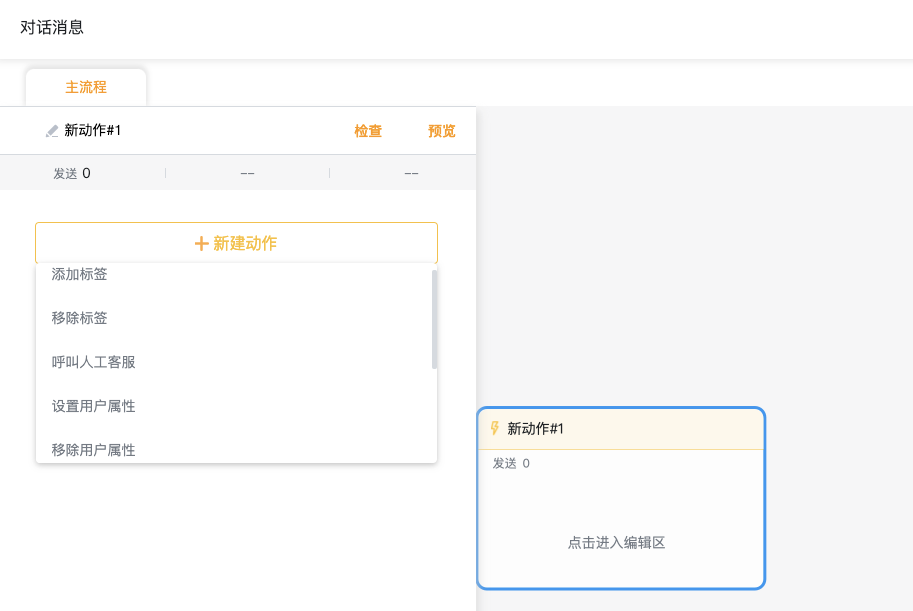 对话消息
主流程
新动作#1 检查 预览
发送 0 -- --
+ 新建动作
添加标签
移除标签
呼叫人工客服
设置用户属性
移除用户属性
新动作#1
发送 0
点击进入编辑区